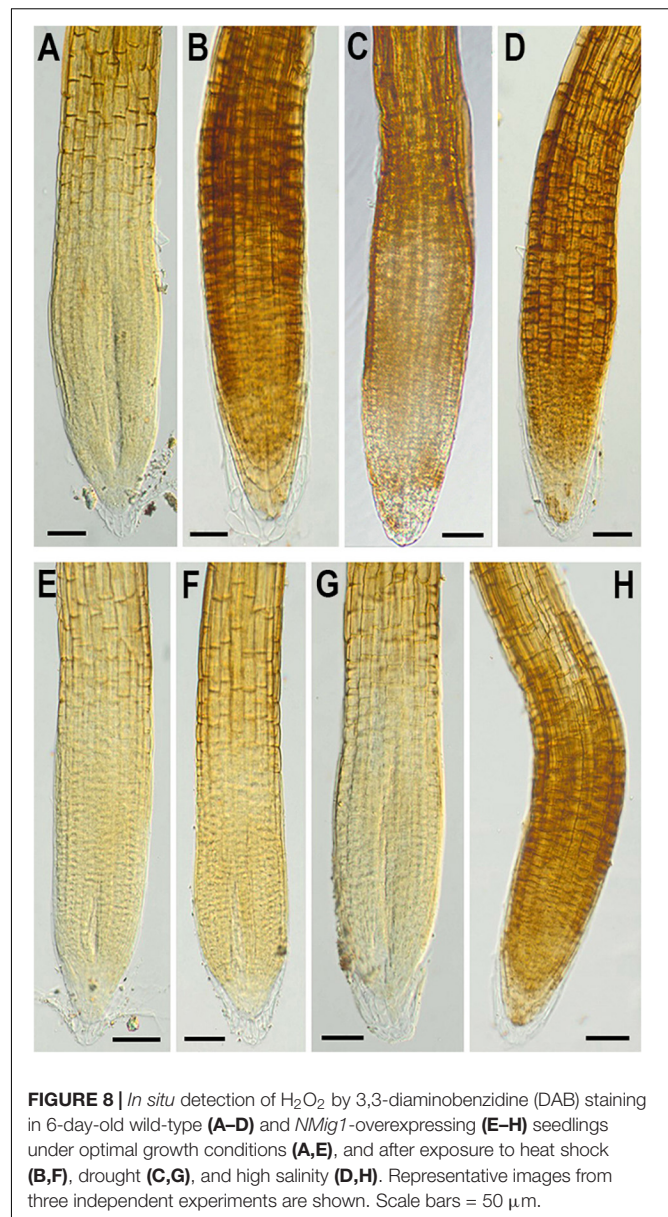 A
B
C
D
E
F
G
H
FIGURE 8 | In situ detection of H₂O₂ by 3,3-diaminobenzidine (DAB) staining
in 6-day-old wild-type (A–D) and NMig1-overexpressing (E–H) seedlings
under optimal growth conditions (A,E), and after exposure to heat shock
(B,F), drought (C,G), and high salinity (D,H). Representative images from
three independent experiments are shown. Scale bars = 50 μm.